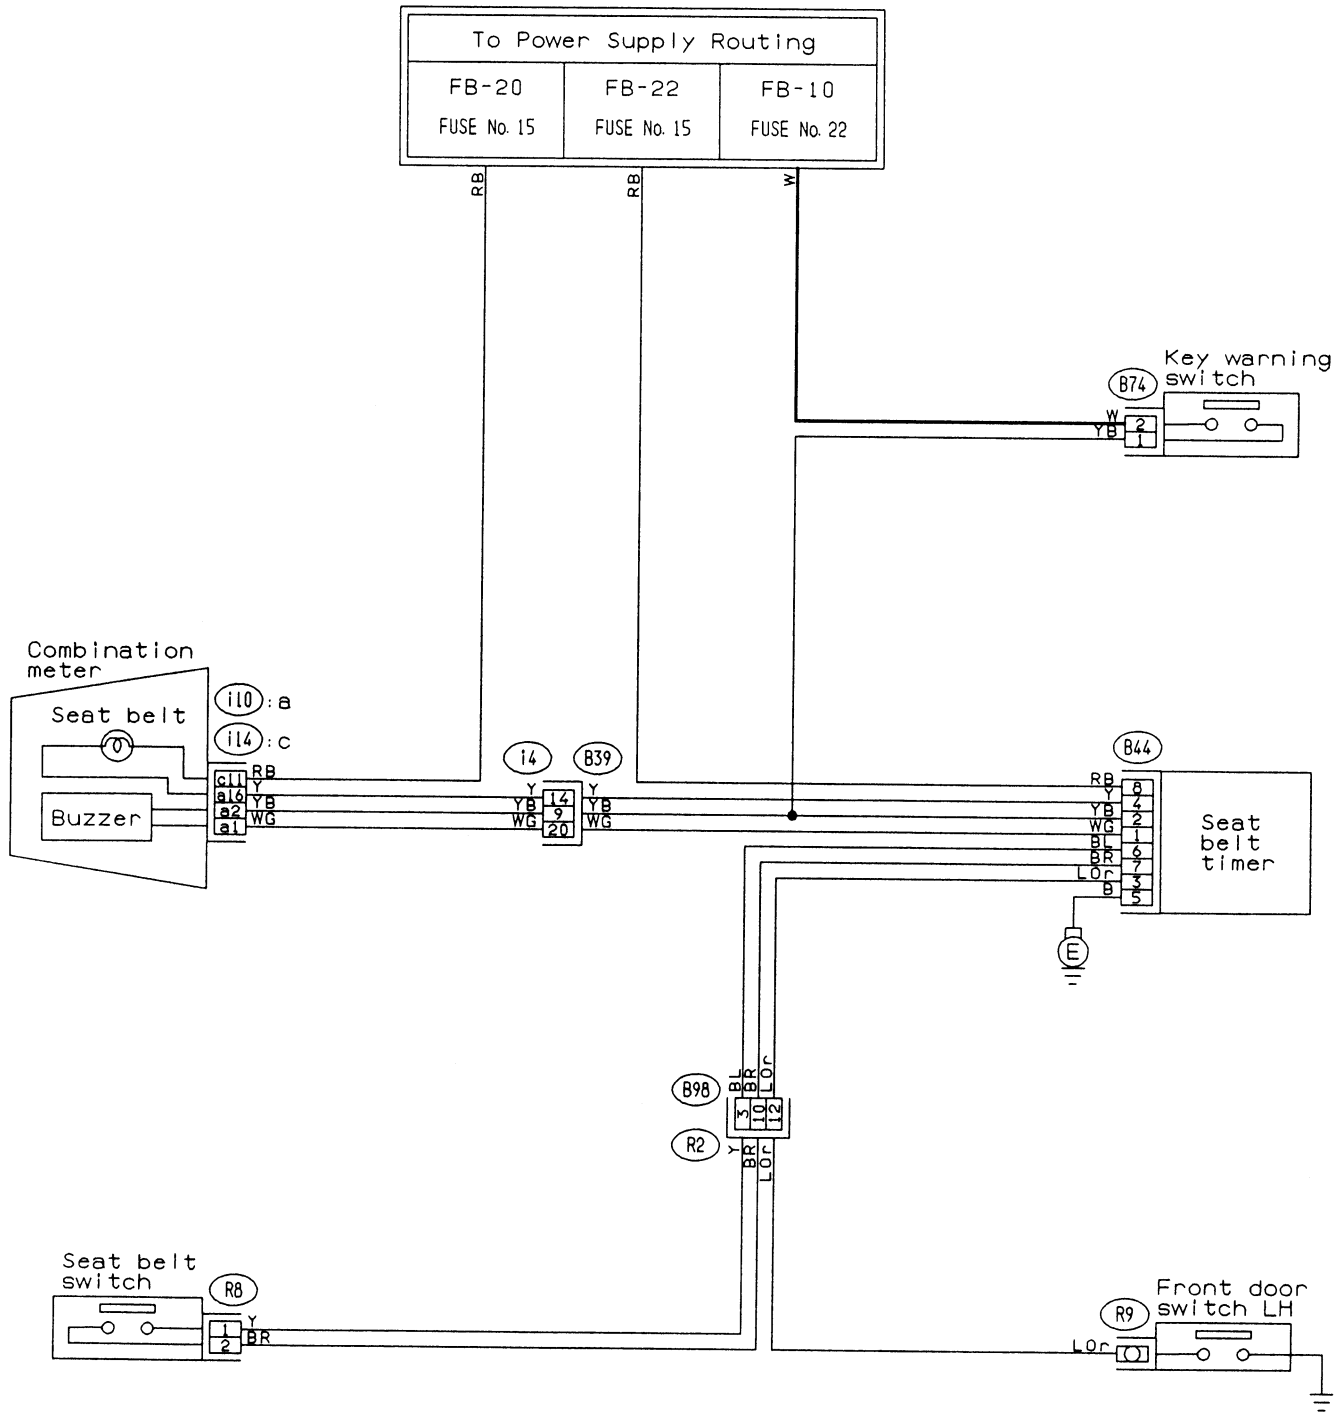 To Power Supply Routing
FB-20
FUSE No. 15
FB-22
FUSE No. 15
FB-10
FUSE No. 22
RB
RB
W
Key warning
switch
B74
W
YB
2
1
Combination
meter
Seat belt
Buzzer
i10 : a
i14 : c
c11
a16
a2
a1
RB
Y
YB
WG
i4
B39
Y
YB
WG
14
9
20
Y
YB
WG
B44
RB
Y
YB
WG
BL
BR
LOr
B
8
4
2
1
6
7
3
5
Seat
belt
timer
E
BL
BR
LOr
B98
3
10
12
R2
Y
BR
LOr
Seat belt
switch
R8
1
2
Y
BR
Front door
switch LH
R9
LOr